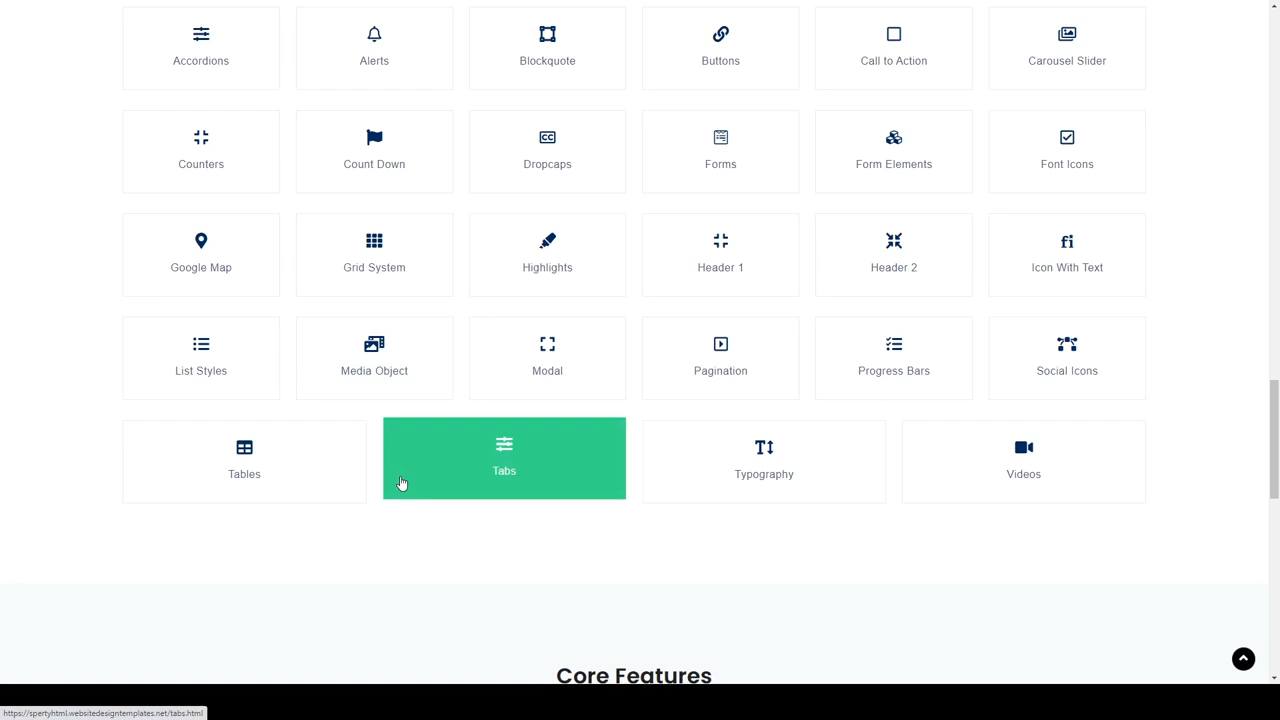 Accordions
Alerts
Blockquote
Buttons
Call to Action
Carousel Slider
Counters
Count Down
Dropcaps
Forms
Form Elements
Font Icons
Google Map
Grid System
Highlights
Header 1
Header 2
Icon With Text
List Styles
Media Object
Modal
Pagination
Progress Bars
Social Icons
Tables
Tabs
Typography
Videos
Core Features
https://spertyhtml.websitedesigntemplates.net/tabs.html